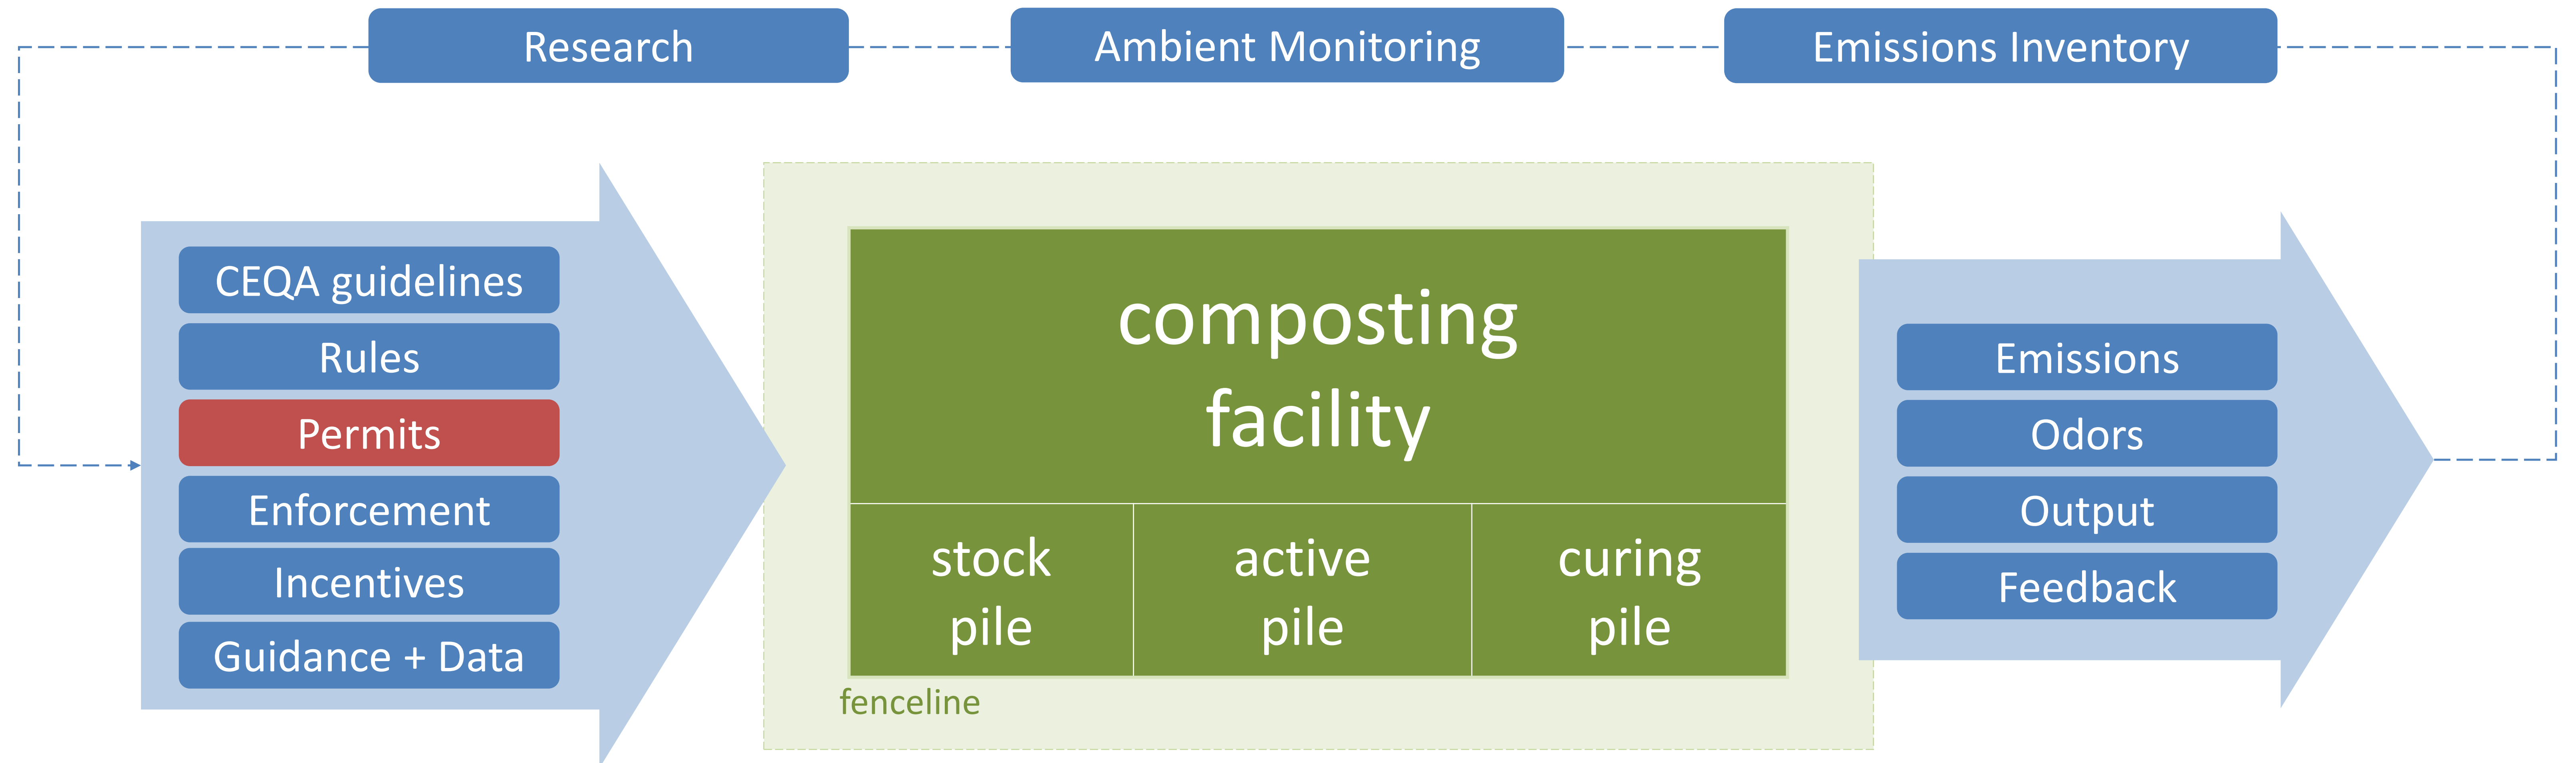 Research
Ambient Monitoring
Emissions Inventory
CEQA guidelines
Rules
Permits
Enforcement
Incentives
Guidance + Data
composting
facility
stock
pile
active
pile
curing
pile
fenceline
Emissions
Odors
Output
Feedback